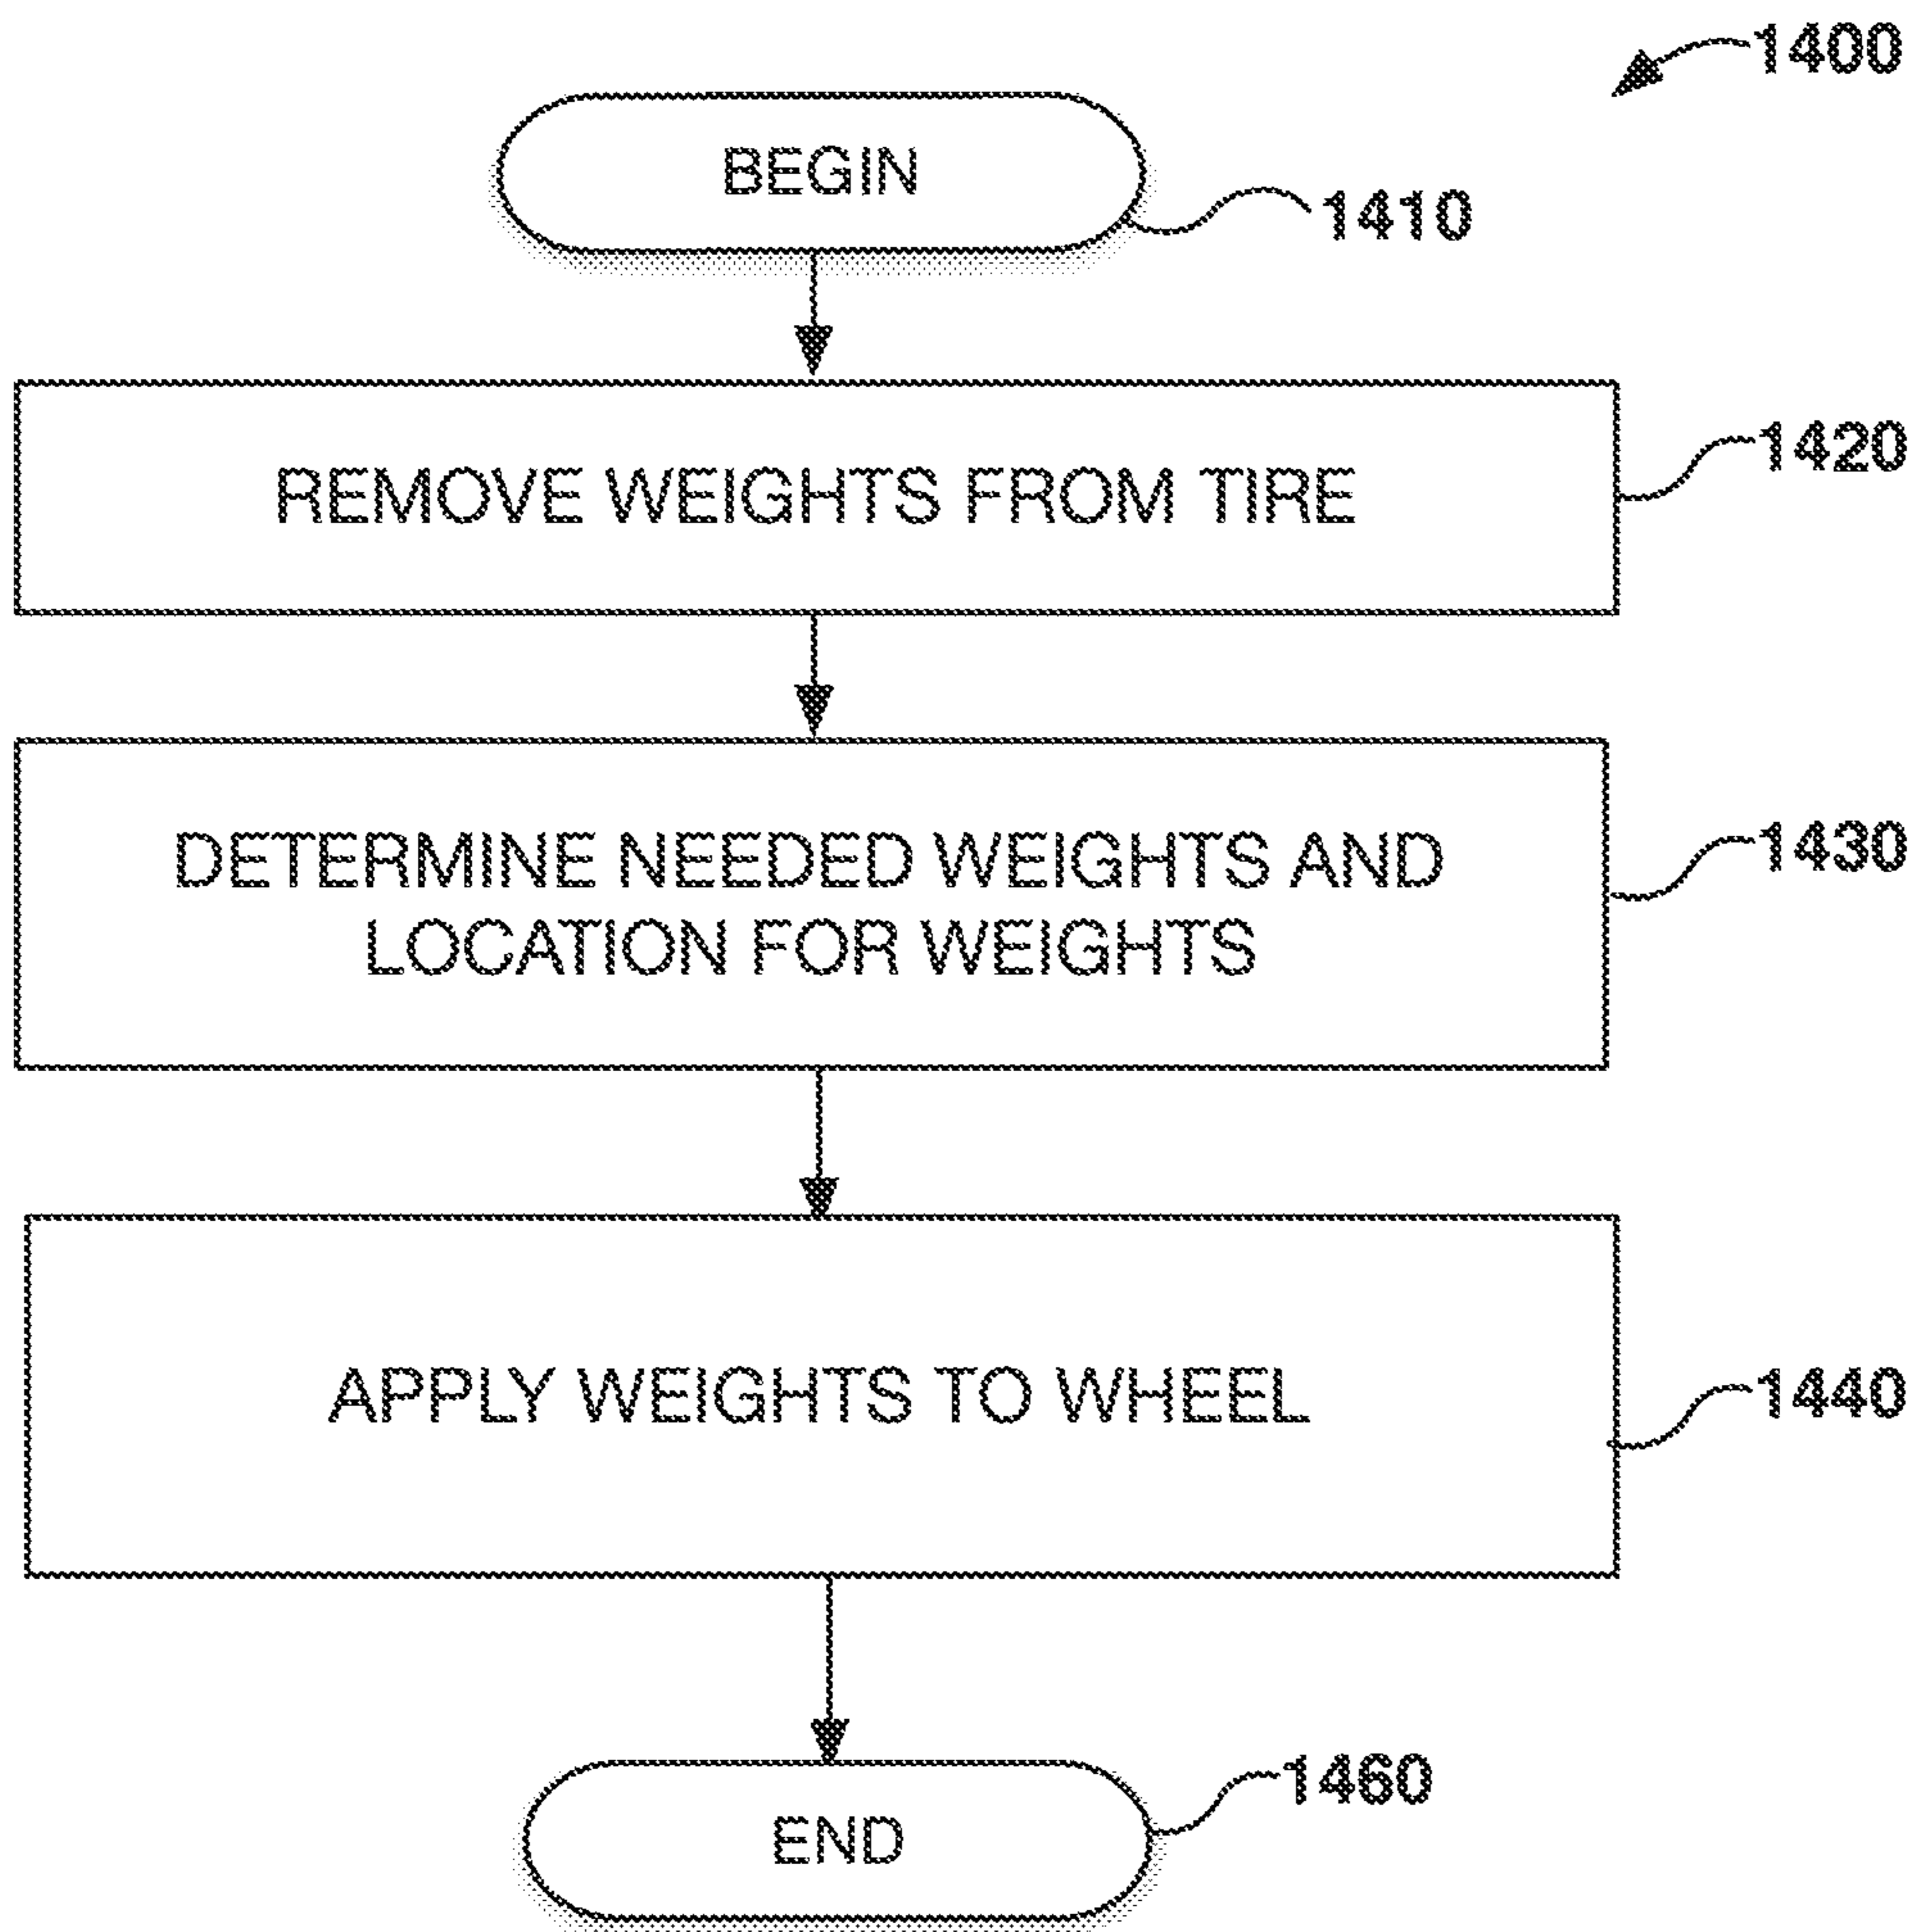 1400
BEGIN
1410
REMOVE WEIGHTS FROM TIRE
1420
DETERMINE NEEDED WEIGHTS AND
LOCATION FOR WEIGHTS
1430
APPLY WEIGHTS TO WHEEL
1440
END
1460